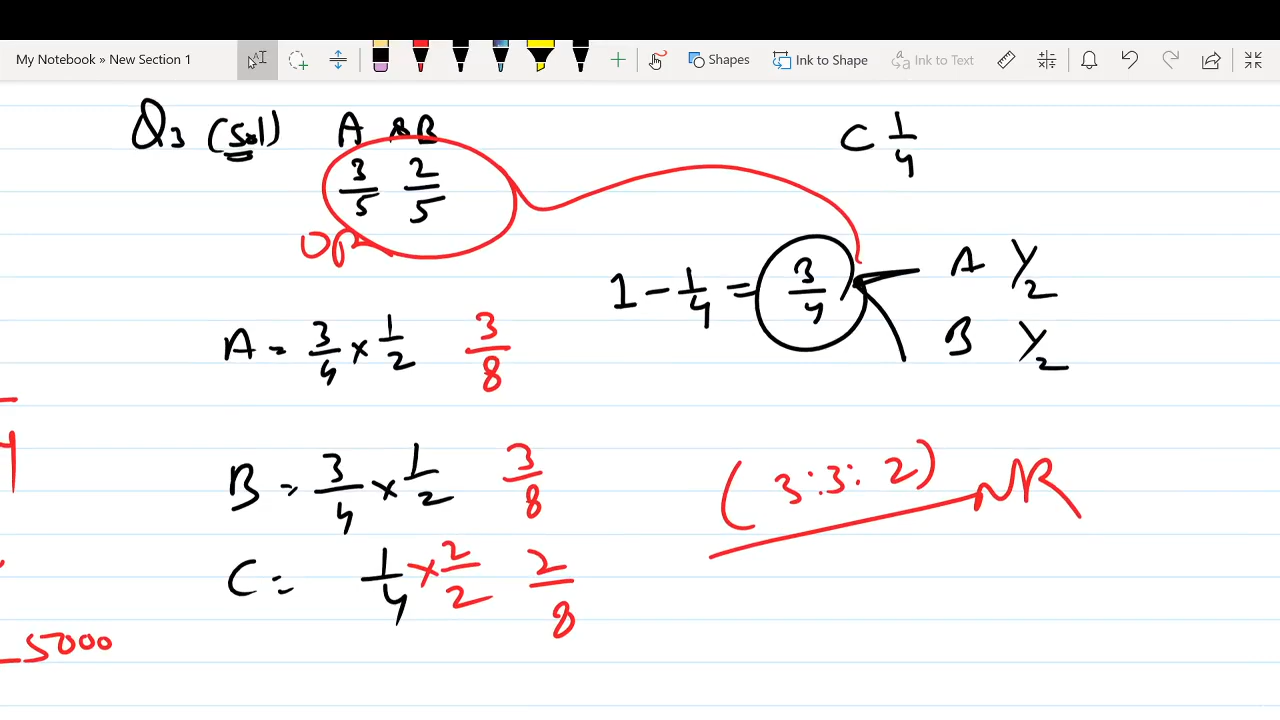 My Notebook » New Section 1
Shapes
Ink to Shape
Ink to Text
Q3 (Sol) A & B
3/5 2/5
OR
C 1/4
1 - 1/4 = 3/4
A 1/2
B 1/2
A = 3/4 × 1/2 3/8
B = 3/4 × 1/2 3/8
C = 1/4 × 2/2 2/8
(3:3:2) NR
5000